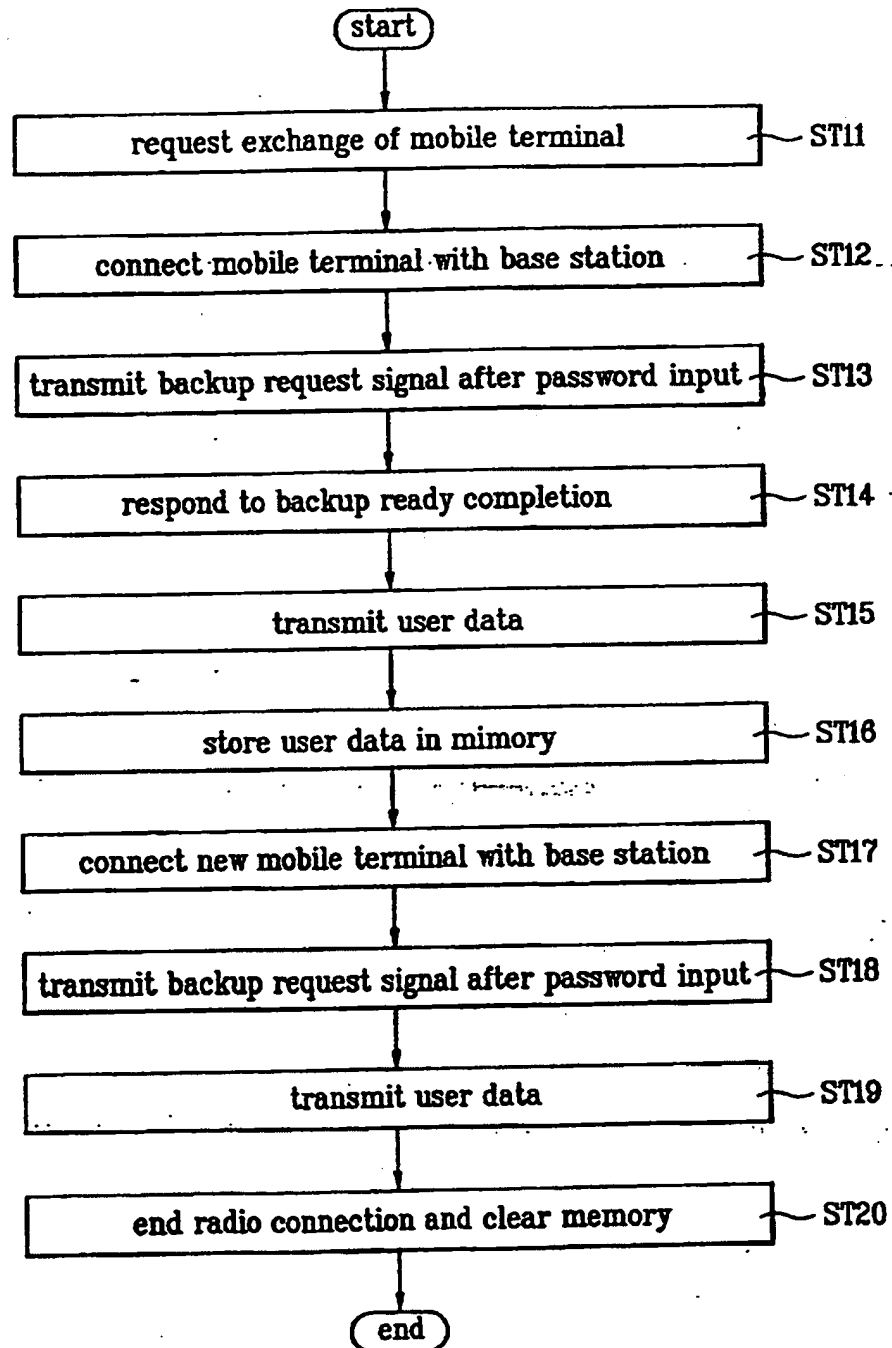 start
request exchange of mobile terminal ST11
connect mobile terminal with base station ST12
transmit backup request signal after password input ST13
respond to backup ready completion ST14
transmit user data ST15
store user data in mimory ST16
connect new mobile terminal with base station ST17
transmit backup request signal after password input ST18
transmit user data ST19
end radio connection and clear memory ST20
end